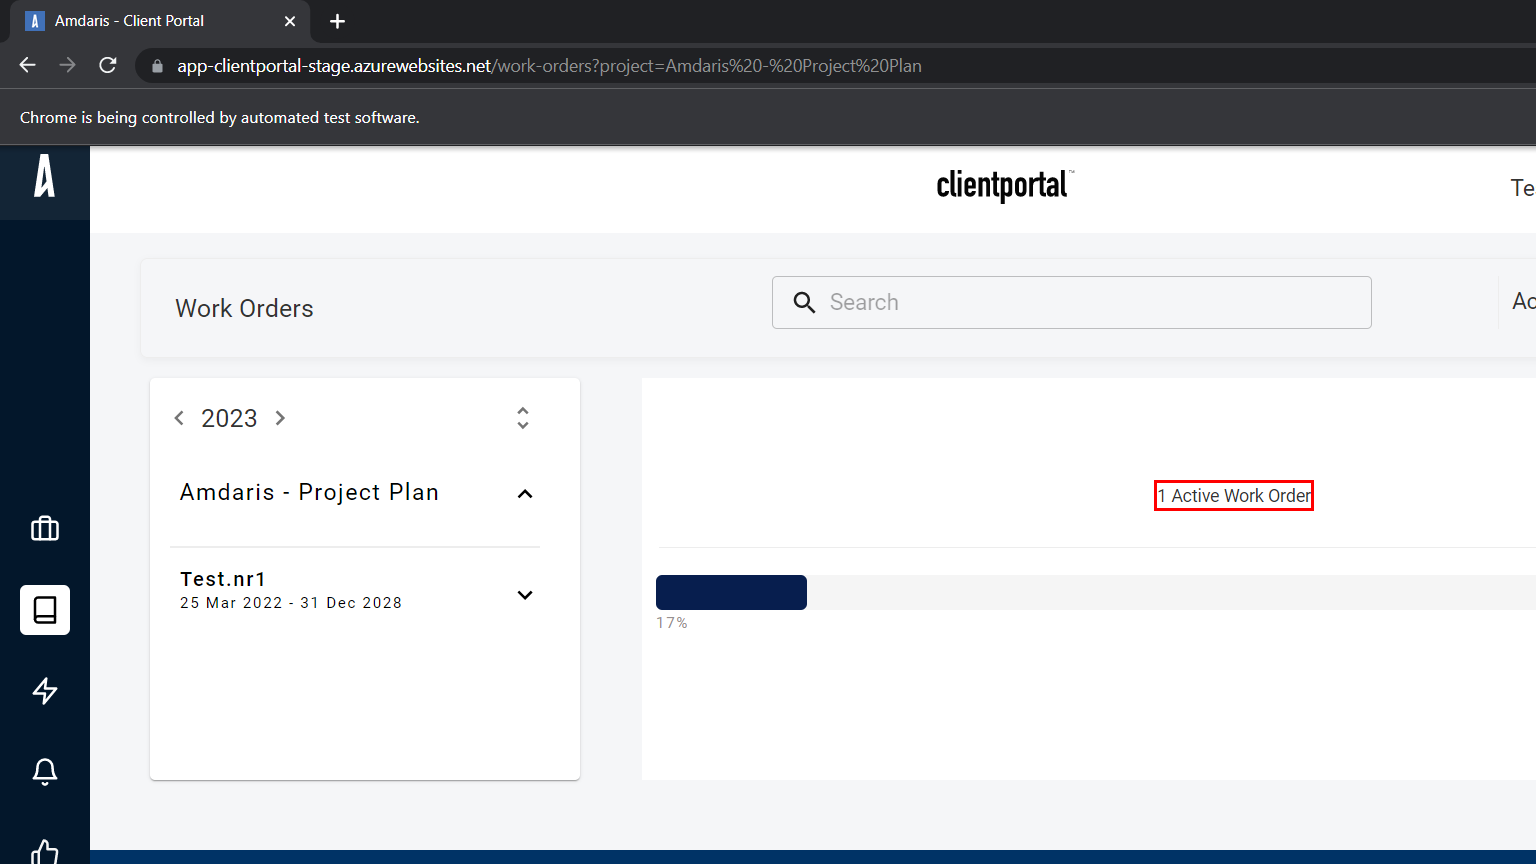 Amdaris - Client Portal
app-clientportal-stage.azurewebsites.net/work-orders?project=Amdaris%20-%20Project%20Plan
Chrome is being controlled by automated test software.
clientportal™
Te
Work Orders
Search
Ac
2023
Amdaris - Project Plan
1 Active Work Order
Test.nr1
25 Mar 2022 - 31 Dec 2028
17%